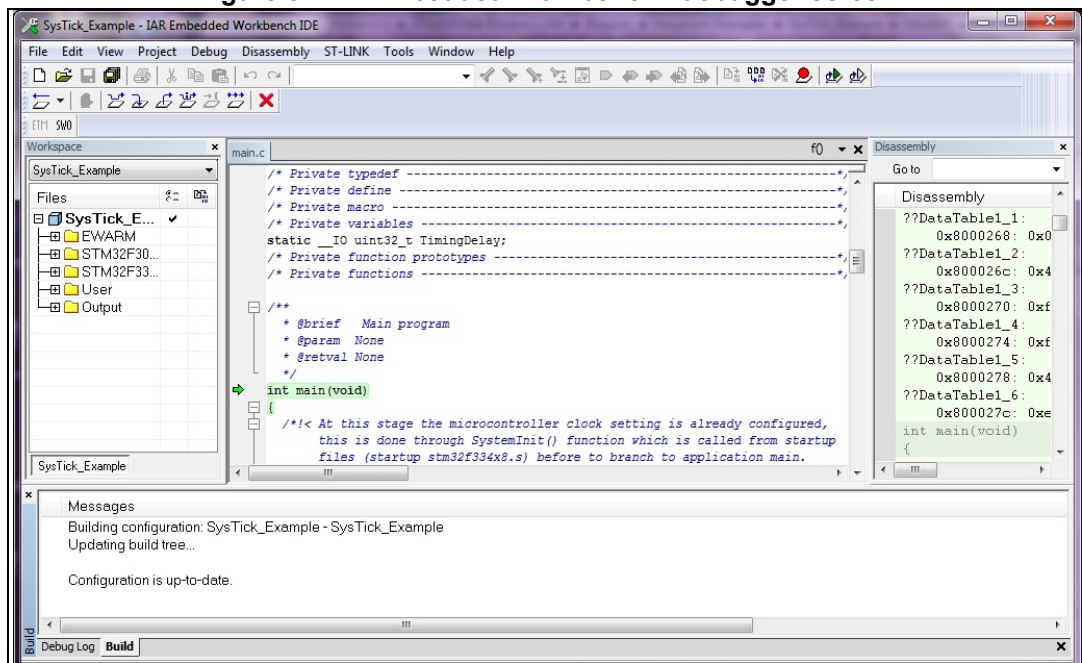 SysTick_Example - IAR Embedded Workbench IDE
File Edit View Project Debug Disassembly ST-LINK Tools Window Help
ETM SWO
Workspace
SysTick_Example
Files
SysTick_E...
EWARM
STM32F30...
STM32F33...
User
Output
SysTick_Example
main.c
f()
/* Private typedef -----------------------------------------------------------*/
/* Private define ------------------------------------------------------------*/
/* Private macro -------------------------------------------------------------*/
/* Private variables ---------------------------------------------------------*/
static __IO uint32_t TimingDelay;
/* Private function prototypes -----------------------------------------------*/
/* Private functions ---------------------------------------------------------*/
/**
* @brief Main program
* @param None
* @retval None
*/
int main(void)
{
/*!< At this stage the microcontroller clock setting is already configured,
this is done through SystemInit() function which is called from startup
files (startup stm32f334x8.s) before to branch to application main.
Disassembly
Go to
Disassembly
??DataTable1_1:
0x8000268: 0x0
??DataTable1_2:
0x800026c: 0x4
??DataTable1_3:
0x8000270: 0xf
??DataTable1_4:
0x8000274: 0xf
??DataTable1_5:
0x8000278: 0x4
??DataTable1_6:
0x800027c: 0xe
int main(void)
{
Messages
Building configuration: SysTick_Example - SysTick_Example
Updating build tree...
Configuration is up-to-date.
Build
Debug Log Build